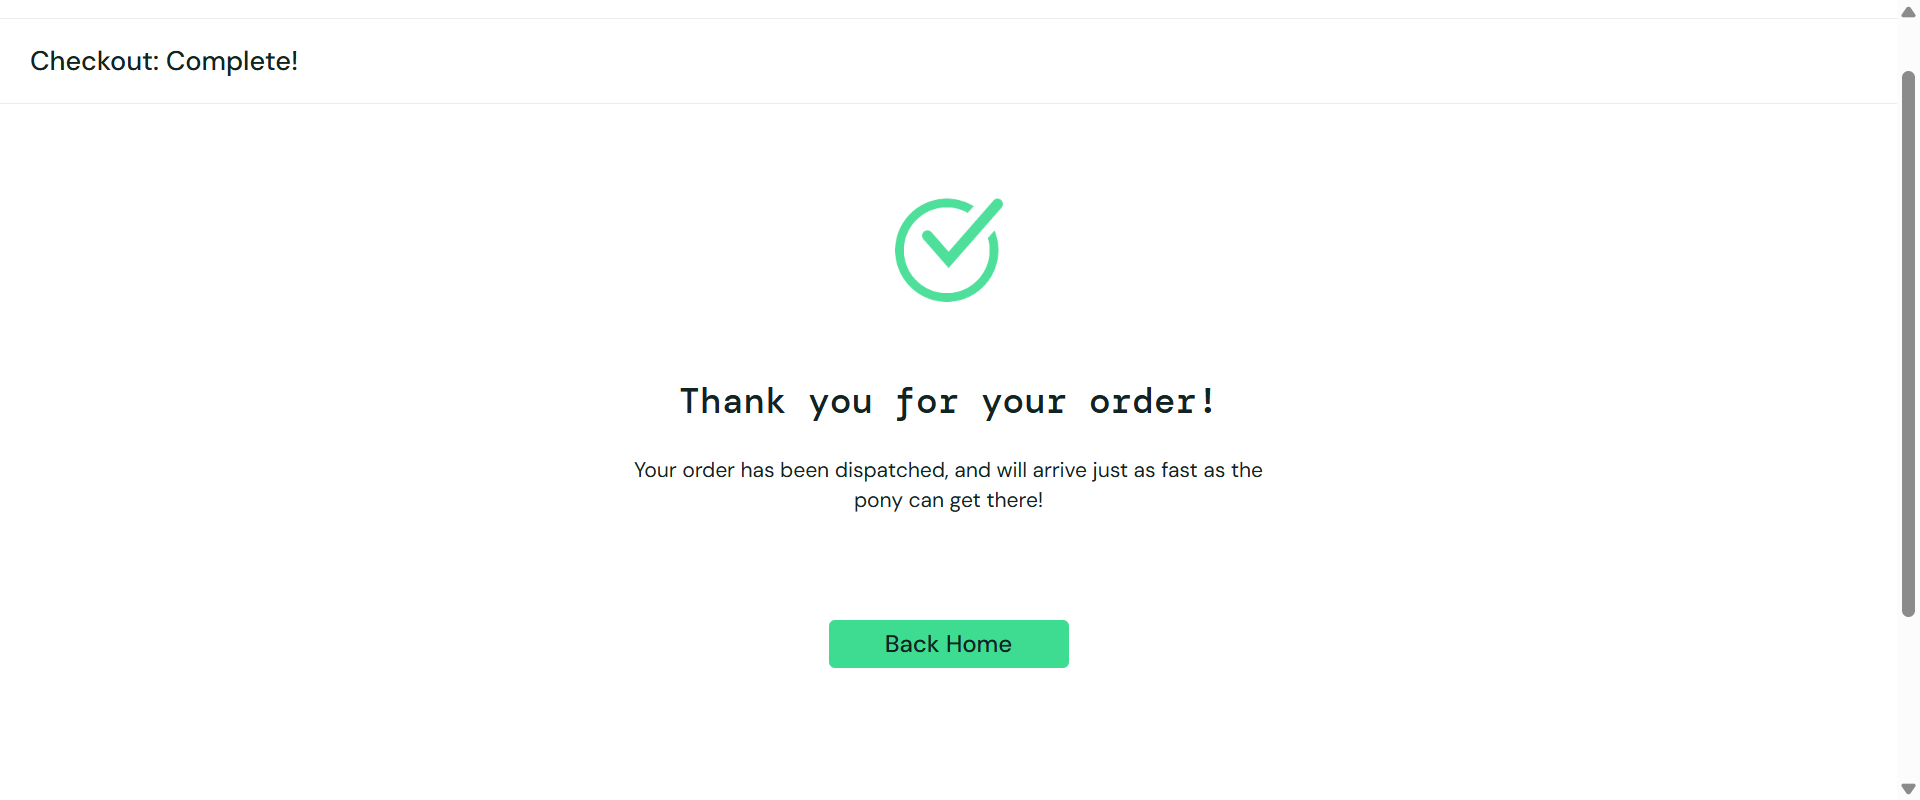 Checkout: Complete!
Thank you for your order!
Your order has been dispatched, and will arrive just as fast as the
pony can get there!
Back Home